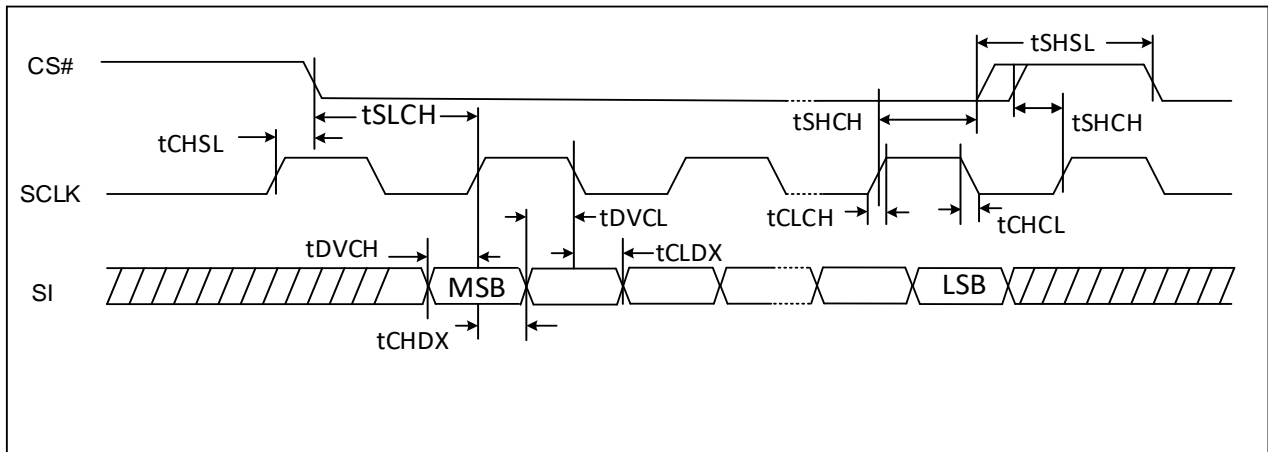 tSHSL
CS#
tSLCH
tSHCH
tSHCH
tCHSL
SCLK
tDVCL
tCLCH
tCHCL
tDVCH
tCLDX
SI
MSB
LSB
tCHDX